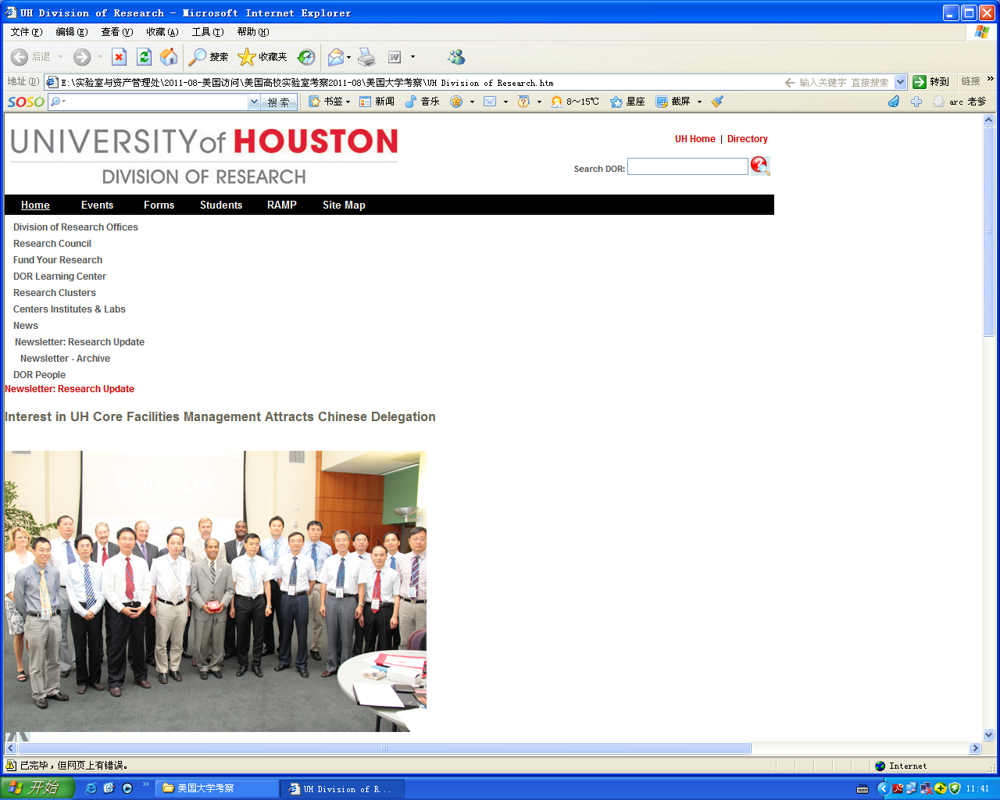 UH Division of Research - Microsoft Internet Explorer
文件(F) 编辑(E) 查看(V) 收藏(A) 工具(T) 帮助(H)
后退 搜索 收藏夹
地址(D) E:\实验室与资产管理处\2011-08-美国访问\美国高校实验室考察2011-08\美国大学考察\UH Division of Research.htm 输入关键字 直接搜索 转到 链接 »
SOSO 搜索 书签 新闻 音乐 8～15℃ 星座 截屏 arc 老爹
UNIVERSITY of HOUSTON
DIVISION OF RESEARCH
UH Home | Directory
Search DOR:
Home Events Forms Students RAMP Site Map
Division of Research Offices
Research Council
Fund Your Research
DOR Learning Center
Research Clusters
Centers Institutes & Labs
News
Newsletter: Research Update
Newsletter - Archive
DOR People
Newsletter: Research Update
Interest in UH Core Facilities Management Attracts Chinese Delegation
HOUSTON
已完毕，但网页上有错误。 Internet
开始 » 美国大学考察 UH Division of R... 11:41